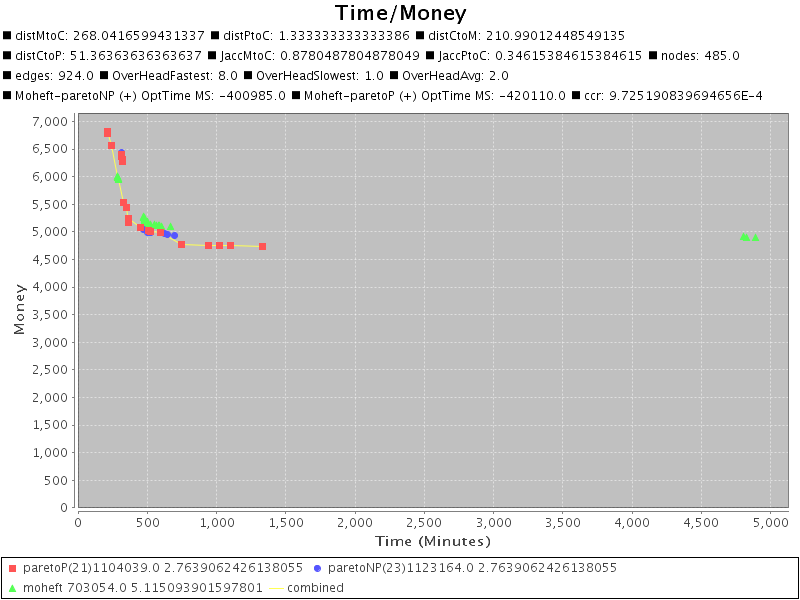 Time/Money
■ distMtoC: 268.0416599431337 ■ distPtoC: 1.3333333333333386 ■ distCtoM: 210.99012448549135
■ distCtoP: 51.36363636363637 ■ JaccMtoC: 0.8780487804878049 ■ JaccPtoC: 0.34615384615384615 ■ nodes: 485.0
■ edges: 924.0 ■ OverHeadFastest: 8.0 ■ OverHeadSlowest: 1.0 ■ OverHeadAvg: 2.0
■ Moheft-paretoNP (+) OptTime MS: -400985.0 ■ Moheft-paretoP (+) OptTime MS: -420110.0 ■ ccr: 9.725190839694656E-4
7,000
6,500
6,000
5,500
5,000
4,500
4,000
3,500
3,000
2,500
2,000
1,500
1,000
500
0
Money
0 500 1,000 1,500 2,000 2,500 3,000 3,500 4,000 4,500 5,000
Time (Minutes)
paretoP(21)1104039.0 2.7639062426138055 paretoNP(23)1123164.0 2.7639062426138055
moheft 703054.0 5.115093901597801 combined